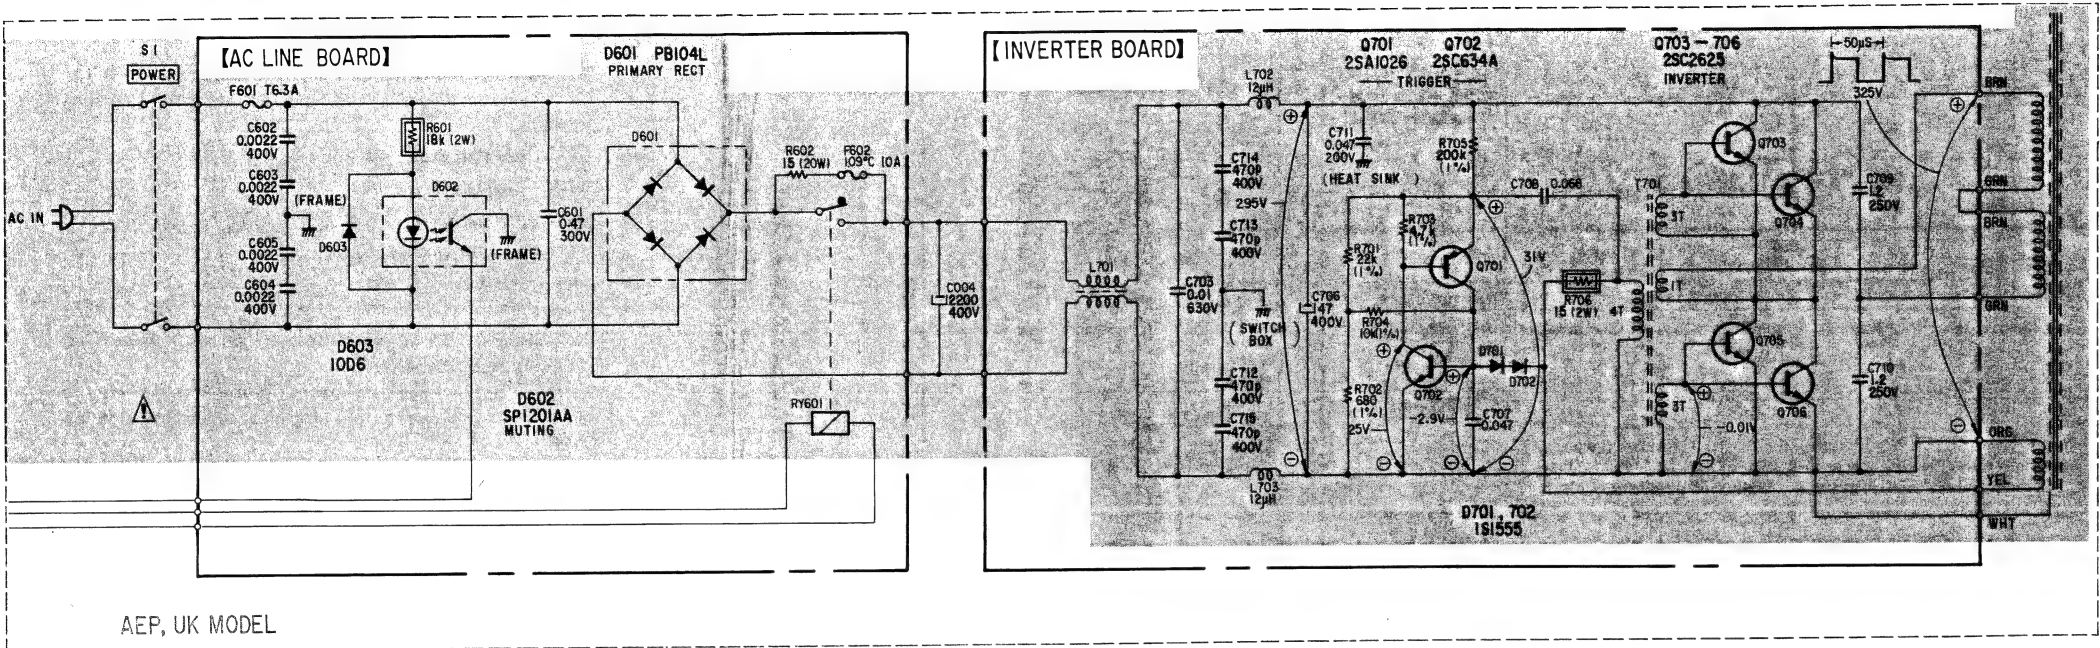 S1
POWER
【AC LINE BOARD】
F601 T6.3A
C602
0.0022
400V
C603
0.0022
400V
(FRAME)
C605
0.0022
400V
C604
0.0022
400V
AC IN
R601
18k (2W)
D602
D603
(FRAME)
C601
0.47
300V
D601 PB104L
PRIMARY RECT
D601
R602
15 (20W)
F602
109°C 10A
D603
10D6
D602
SP1201AA
MUTING
RY601
C004
2200
400V
【INVERTER BOARD】
L701
C703
0.01
630V
L702
12µH
C714
470p
400V
295V
C713
470p
400V
(SWITCH BOX)
C712
470p
400V
C715
470p
400V
L703
12µH
C706
47
400V
Q701
2SA1026
Q702
2SC634A
TRIGGER
C711
0.047
200V
(HEAT SINK)
R705
200k
(1%)
R703
4.7k
(1%)
R701
22k
(1%)
Q701
R704
10k(1%)
R702
680
(1%)
25V
Q702
-2.9V
C707
0.047
D701
D702
31V
C708 0.068
R706
15 (2W)
4T
T701
3T
1T
3T
D701, 702
1S1555
Q703-706
2SC2625
INVERTER
Q703
Q704
Q705
Q706
-0.01V
C709
1.2
250V
C710
1.2
250V
50µS
325V
BRN
BRN
ORG
YEL
WHT
AEP, UK MODEL